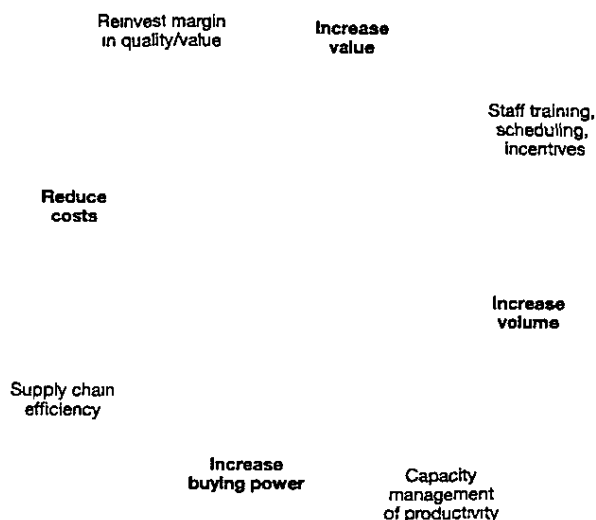 Reinvest margin
in quality/value
Increase
value
Staff training,
scheduling,
incentives
Reduce
costs
Increase
volume
Supply chain
efficiency
Increase
buying power
Capacity
management
of productivity